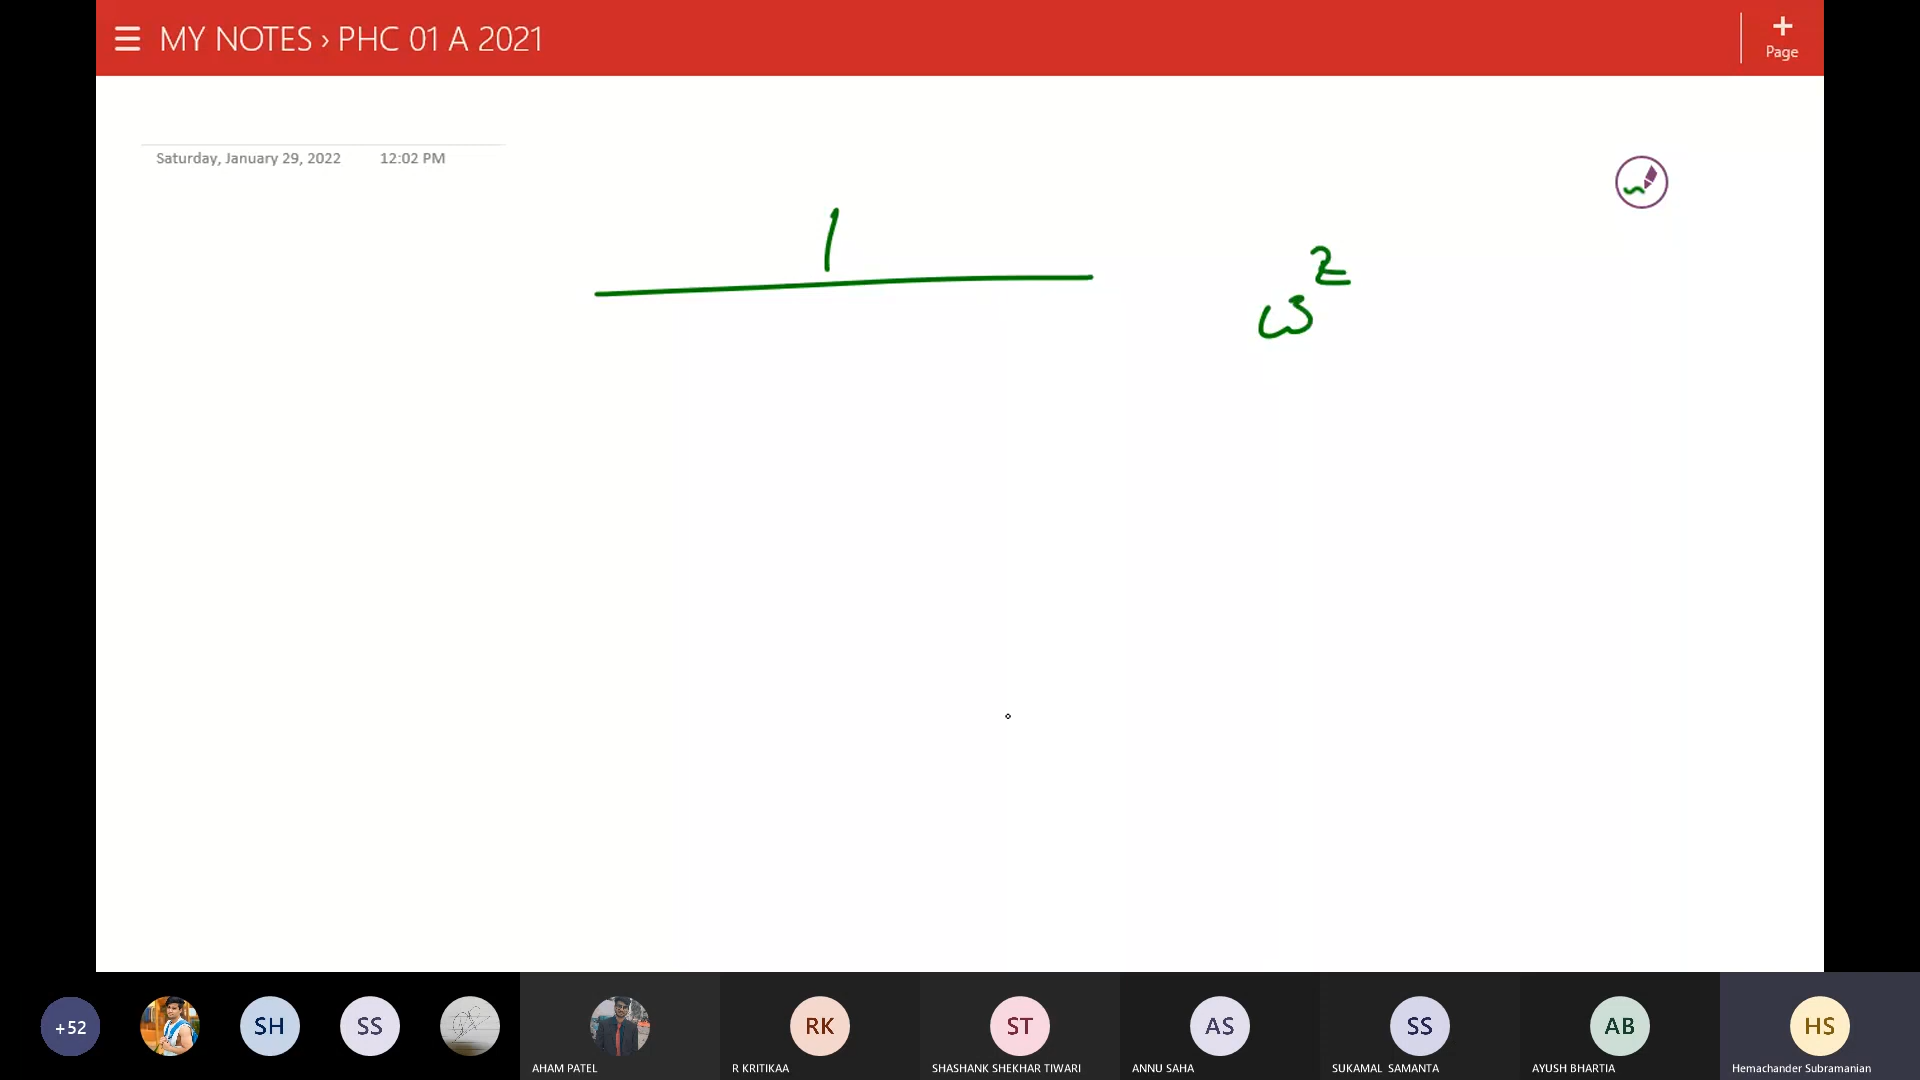 MY NOTES › PHC 01 A 2021
+
Page
Saturday, January 29, 2022 12:02 PM
1
ω²
+52
SH
SS
RK
ST
AS
SS
AB
HS
AHAM PATEL
R KRITIKAA
SHASHANK SHEKHAR TIWARI
ANNU SAHA
SUKAMAL SAMANTA
AYUSH BHARTIA
Hemachander Subramanian